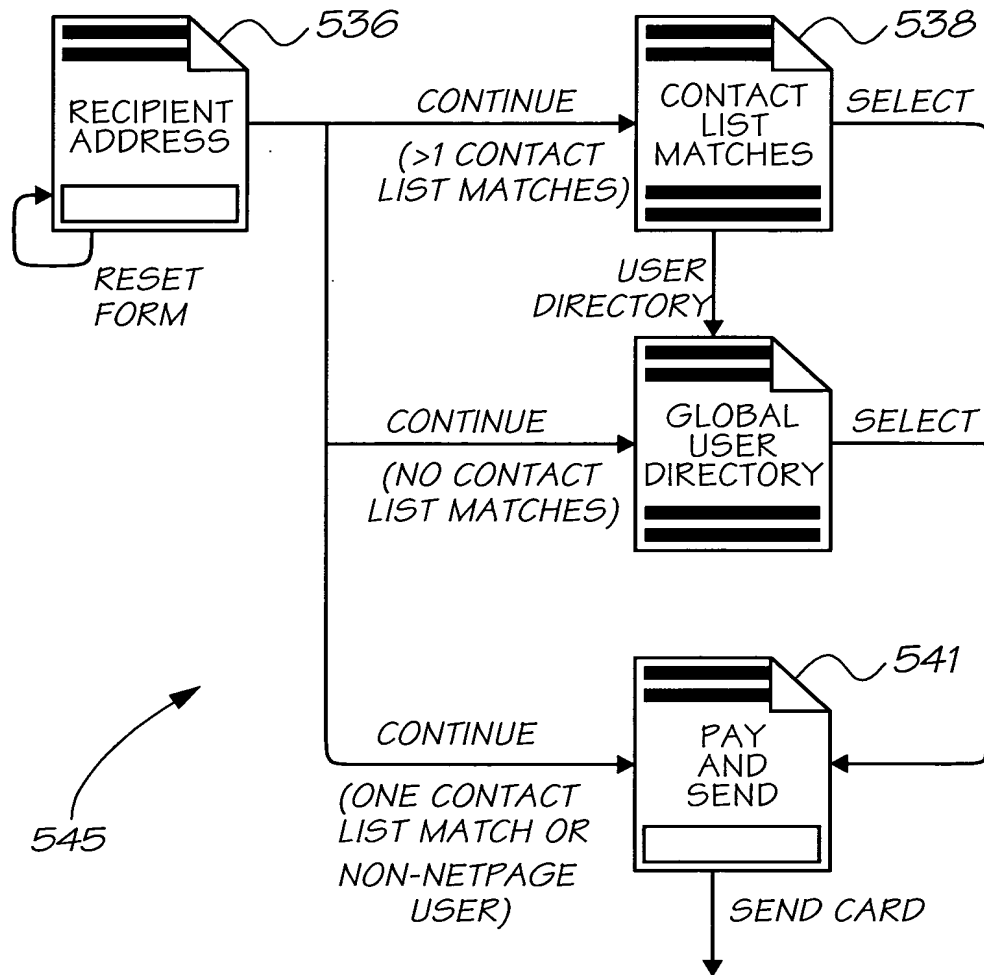 536
RECIPIENT
ADDRESS
RESET
FORM
CONTINUE
(>1 CONTACT
LIST MATCHES)
538
CONTACT
LIST
MATCHES
SELECT
USER
DIRECTORY
CONTINUE
(NO CONTACT
LIST MATCHES)
GLOBAL
USER
DIRECTORY
SELECT
CONTINUE
(ONE CONTACT
LIST MATCH OR
NON-NETPAGE
USER)
541
PAY
AND
SEND
SEND CARD
545